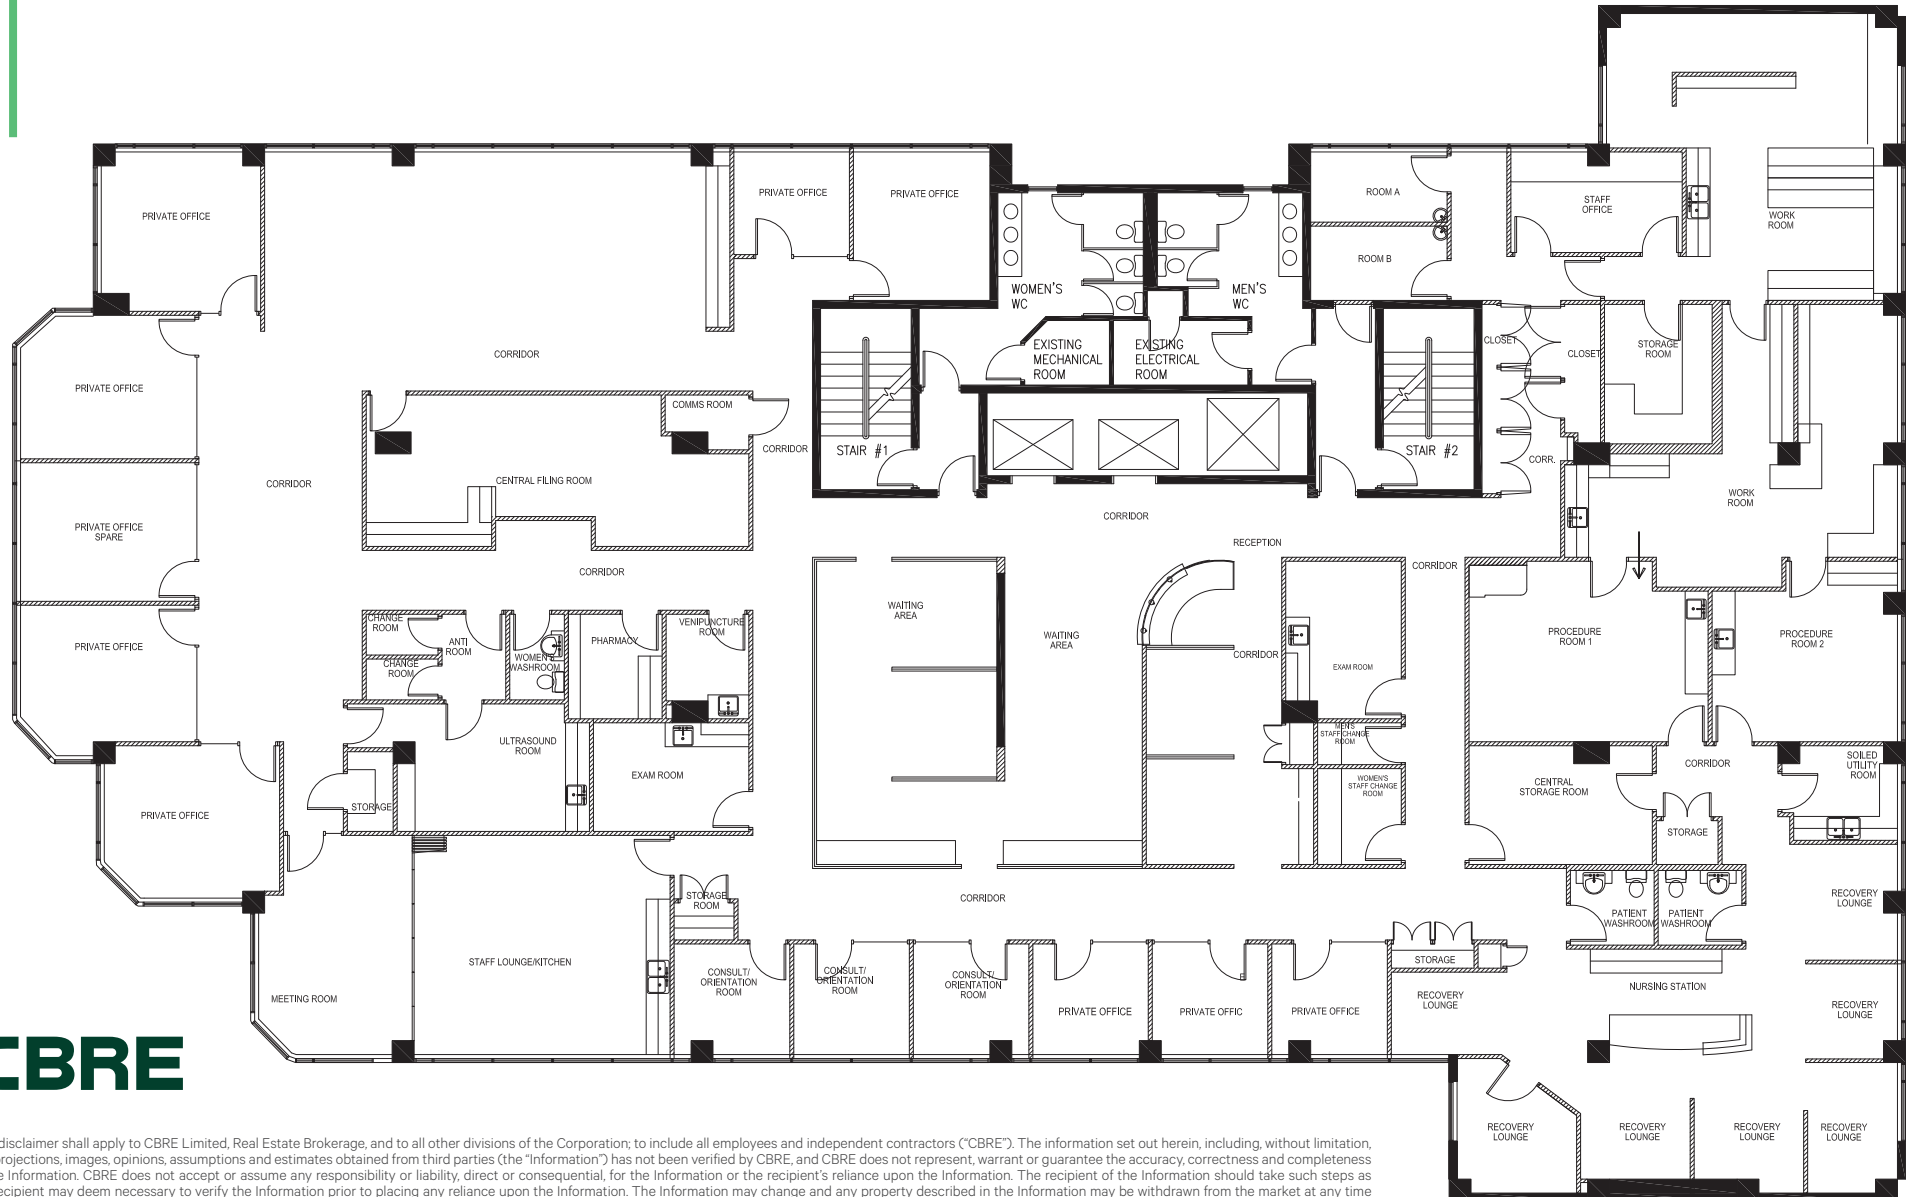 PRIVATE OFFICE
PRIVATE OFFICE
PRIVATE OFFICE
ROOM A
STAFF
OFFICE
WORK
ROOM
ROOM B
WOMEN'S
WC
MEN'S
WC
EXISTING
MECHANICAL
ROOM
EXISTING
ELECTRICAL
ROOM
CLOSET
CLOSET
STORAGE
ROOM
CORRIDOR
PRIVATE OFFICE
COMMS ROOM
CORRIDOR
STAIR #1
STAIR #2
CORR.
CENTRAL FILING ROOM
CORRIDOR
WORK
ROOM
PRIVATE OFFICE
SPARE
CORRIDOR
RECEPTION
CORRIDOR
CORRIDOR
WAITING
AREA
WAITING
AREA
CHANGE
ROOM
ANTI
ROOM
CHANGE
ROOM
WOMEN'S
WASHROOM
PHARMACY
VENIPUNCTURE
ROOM
PRIVATE OFFICE
CORRIDOR
EXAM ROOM
PROCEDURE
ROOM 1
PROCEDURE
ROOM 2
ULTRASOUND
ROOM
EXAM ROOM
MEN'S
STAFF CHANGE
ROOM
WOMEN'S
STAFF CHANGE
ROOM
CENTRAL
STORAGE ROOM
CORRIDOR
SOILED
UTILITY
ROOM
PRIVATE OFFICE
STORAGE
STORAGE
STORAGE
ROOM
CORRIDOR
PATIENT
WASHROOM
PATIENT
WASHROOM
RECOVERY
LOUNGE
STAFF LOUNGE/KITCHEN
MEETING ROOM
CONSULT/
ORIENTATION
ROOM
CONSULT/
ORIENTATION
ROOM
CONSULT/
ORIENTATION
ROOM
PRIVATE OFFICE
PRIVATE OFFIC
PRIVATE OFFICE
STORAGE
RECOVERY
LOUNGE
NURSING STATION
RECOVERY
LOUNGE
RECOVERY
LOUNGE
RECOVERY
LOUNGE
RECOVERY
LOUNGE
RECOVERY
LOUNGE
CBRE
disclaimer shall apply to CBRE Limited, Real Estate Brokerage, and to all other divisions of the Corporation; to include all employees and independent contractors (“CBRE”). The information set out herein, including, without limitation,
projections, images, opinions, assumptions and estimates obtained from third parties (the “Information”) has not been verified by CBRE, and CBRE does not represent, warrant or guarantee the accuracy, correctness and completeness
e Information. CBRE does not accept or assume any responsibility or liability, direct or consequential, for the Information or the recipient’s reliance upon the Information. The recipient of the Information should take such steps as
ecipient may deem necessary to verify the Information prior to placing any reliance upon the Information. The Information may change and any property described in the Information may be withdrawn from the market at any time